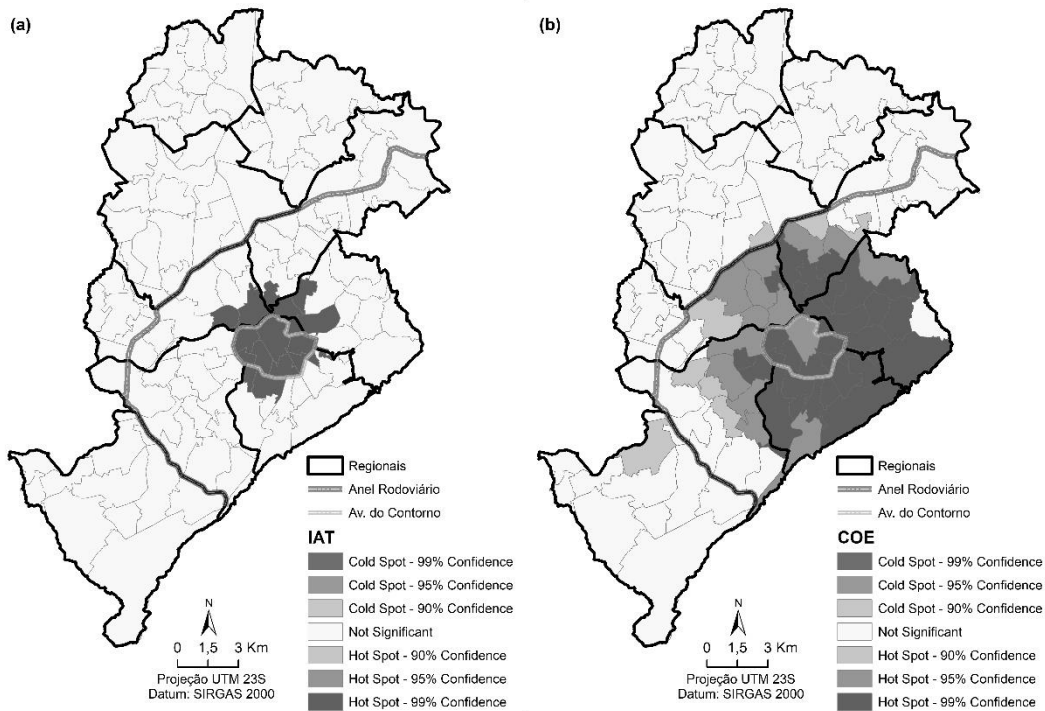 (a)
Regionais
Anel Rodoviário
Av. do Contorno
IAT
Cold Spot - 99% Confidence
Cold Spot - 95% Confidence
Cold Spot - 90% Confidence
Not Significant
Hot Spot - 90% Confidence
Hot Spot - 95% Confidence
Hot Spot - 99% Confidence
N
0 1,5 3 Km
Projeção UTM 23S
Datum: SIRGAS 2000
(b)
Regionais
Anel Rodoviário
Av. do Contorno
COE
Cold Spot - 99% Confidence
Cold Spot - 95% Confidence
Cold Spot - 90% Confidence
Not Significant
Hot Spot - 90% Confidence
Hot Spot - 95% Confidence
Hot Spot - 99% Confidence
N
0 1,5 3 Km
Projeção UTM 23S
Datum: SIRGAS 2000